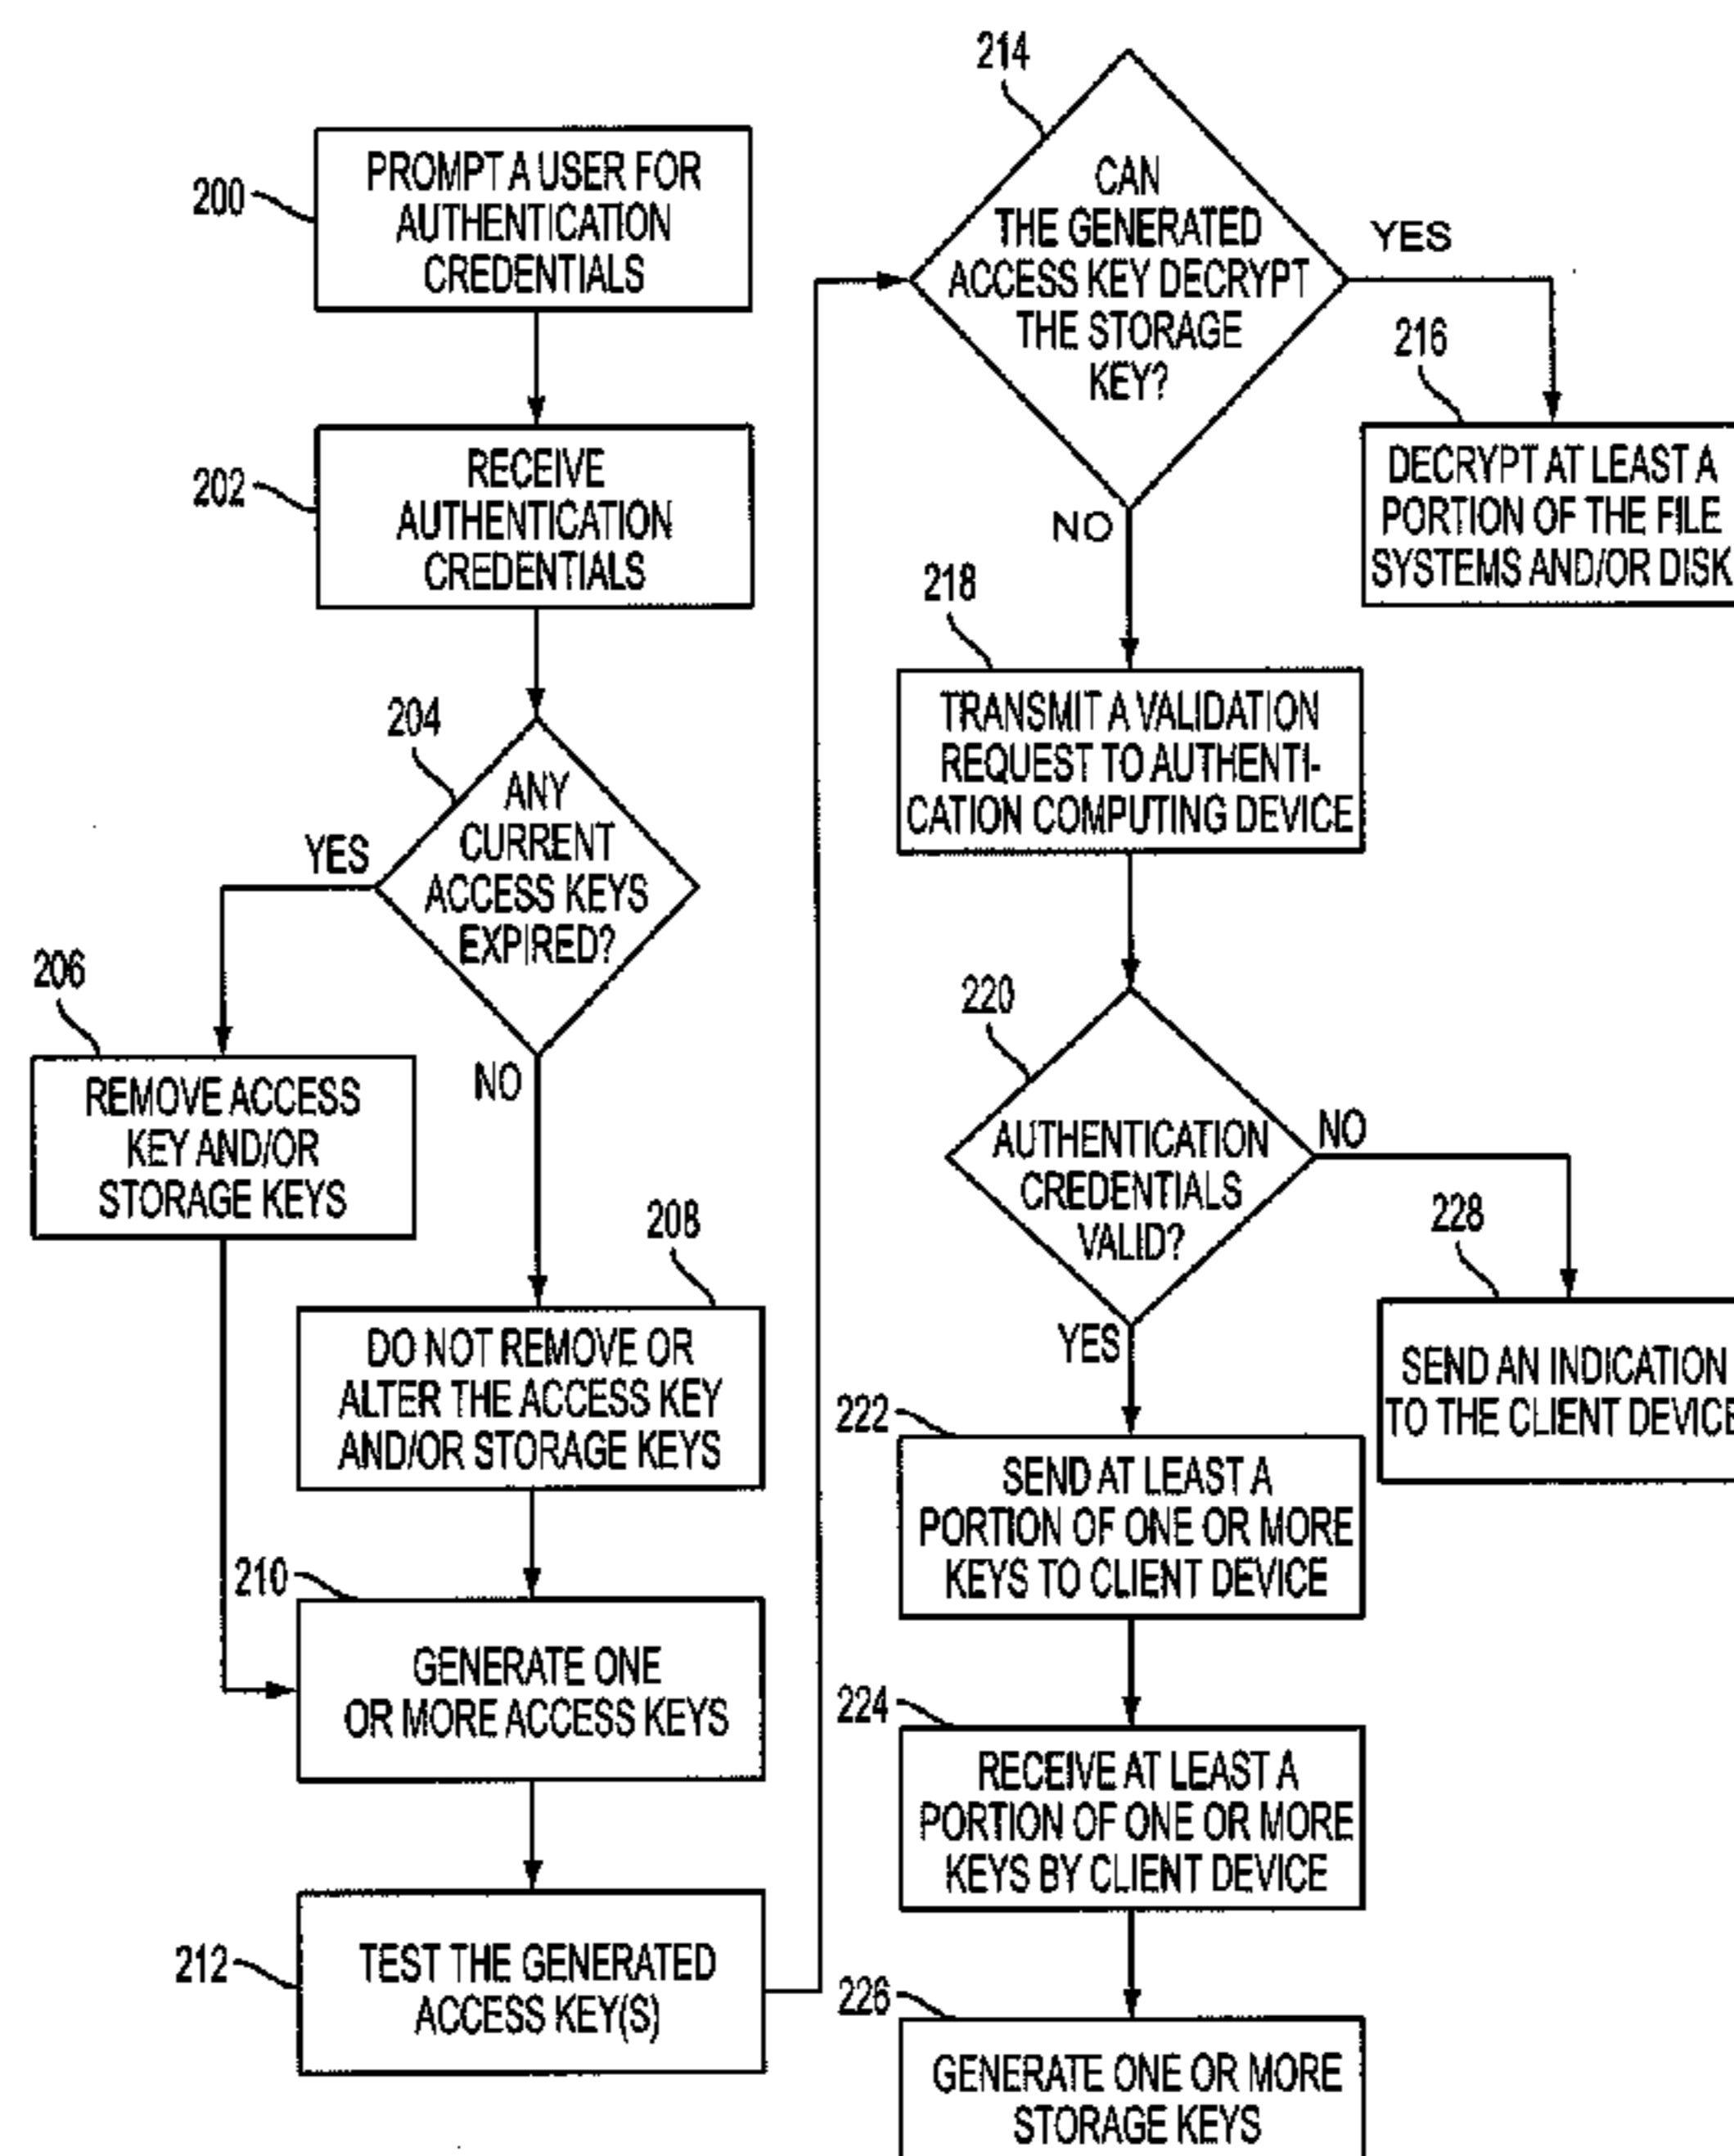 200
PROMPT A USER FOR
AUTHENTICATION
CREDENTIALS
202
RECEIVE
AUTHENTICATION
CREDENTIALS
204
ANY
CURRENT
ACCESS KEYS
EXPIRED?
YES
NO
206
REMOVE ACCESS
KEY AND/OR
STORAGE KEYS
208
DO NOT REMOVE OR
ALTER THE ACCESS KEY
AND/OR STORAGE KEYS
210
GENERATE ONE
OR MORE ACCESS KEYS
212
TEST THE GENERATED
ACCESS KEY(S)
214
CAN
THE GENERATED
ACCESS KEY DECRYPT
THE STORAGE
KEY?
YES
NO
216
DECRYPT AT LEAST A
PORTION OF THE FILE
SYSTEMS AND/OR DISK
218
TRANSMIT A VALIDATION
REQUEST TO AUTHENTI-
CATION COMPUTING DEVICE
220
AUTHENTICATION
CREDENTIALS
VALID?
NO
YES
228
SEND AN INDICATION
TO THE CLIENT DEVICE
222
SEND AT LEAST A
PORTION OF ONE OR MORE
KEYS TO CLIENT DEVICE
224
RECEIVE AT LEAST A
PORTION OF ONE OR MORE
KEYS BY CLIENT DEVICE
226
GENERATE ONE OR MORE
STORAGE KEYS